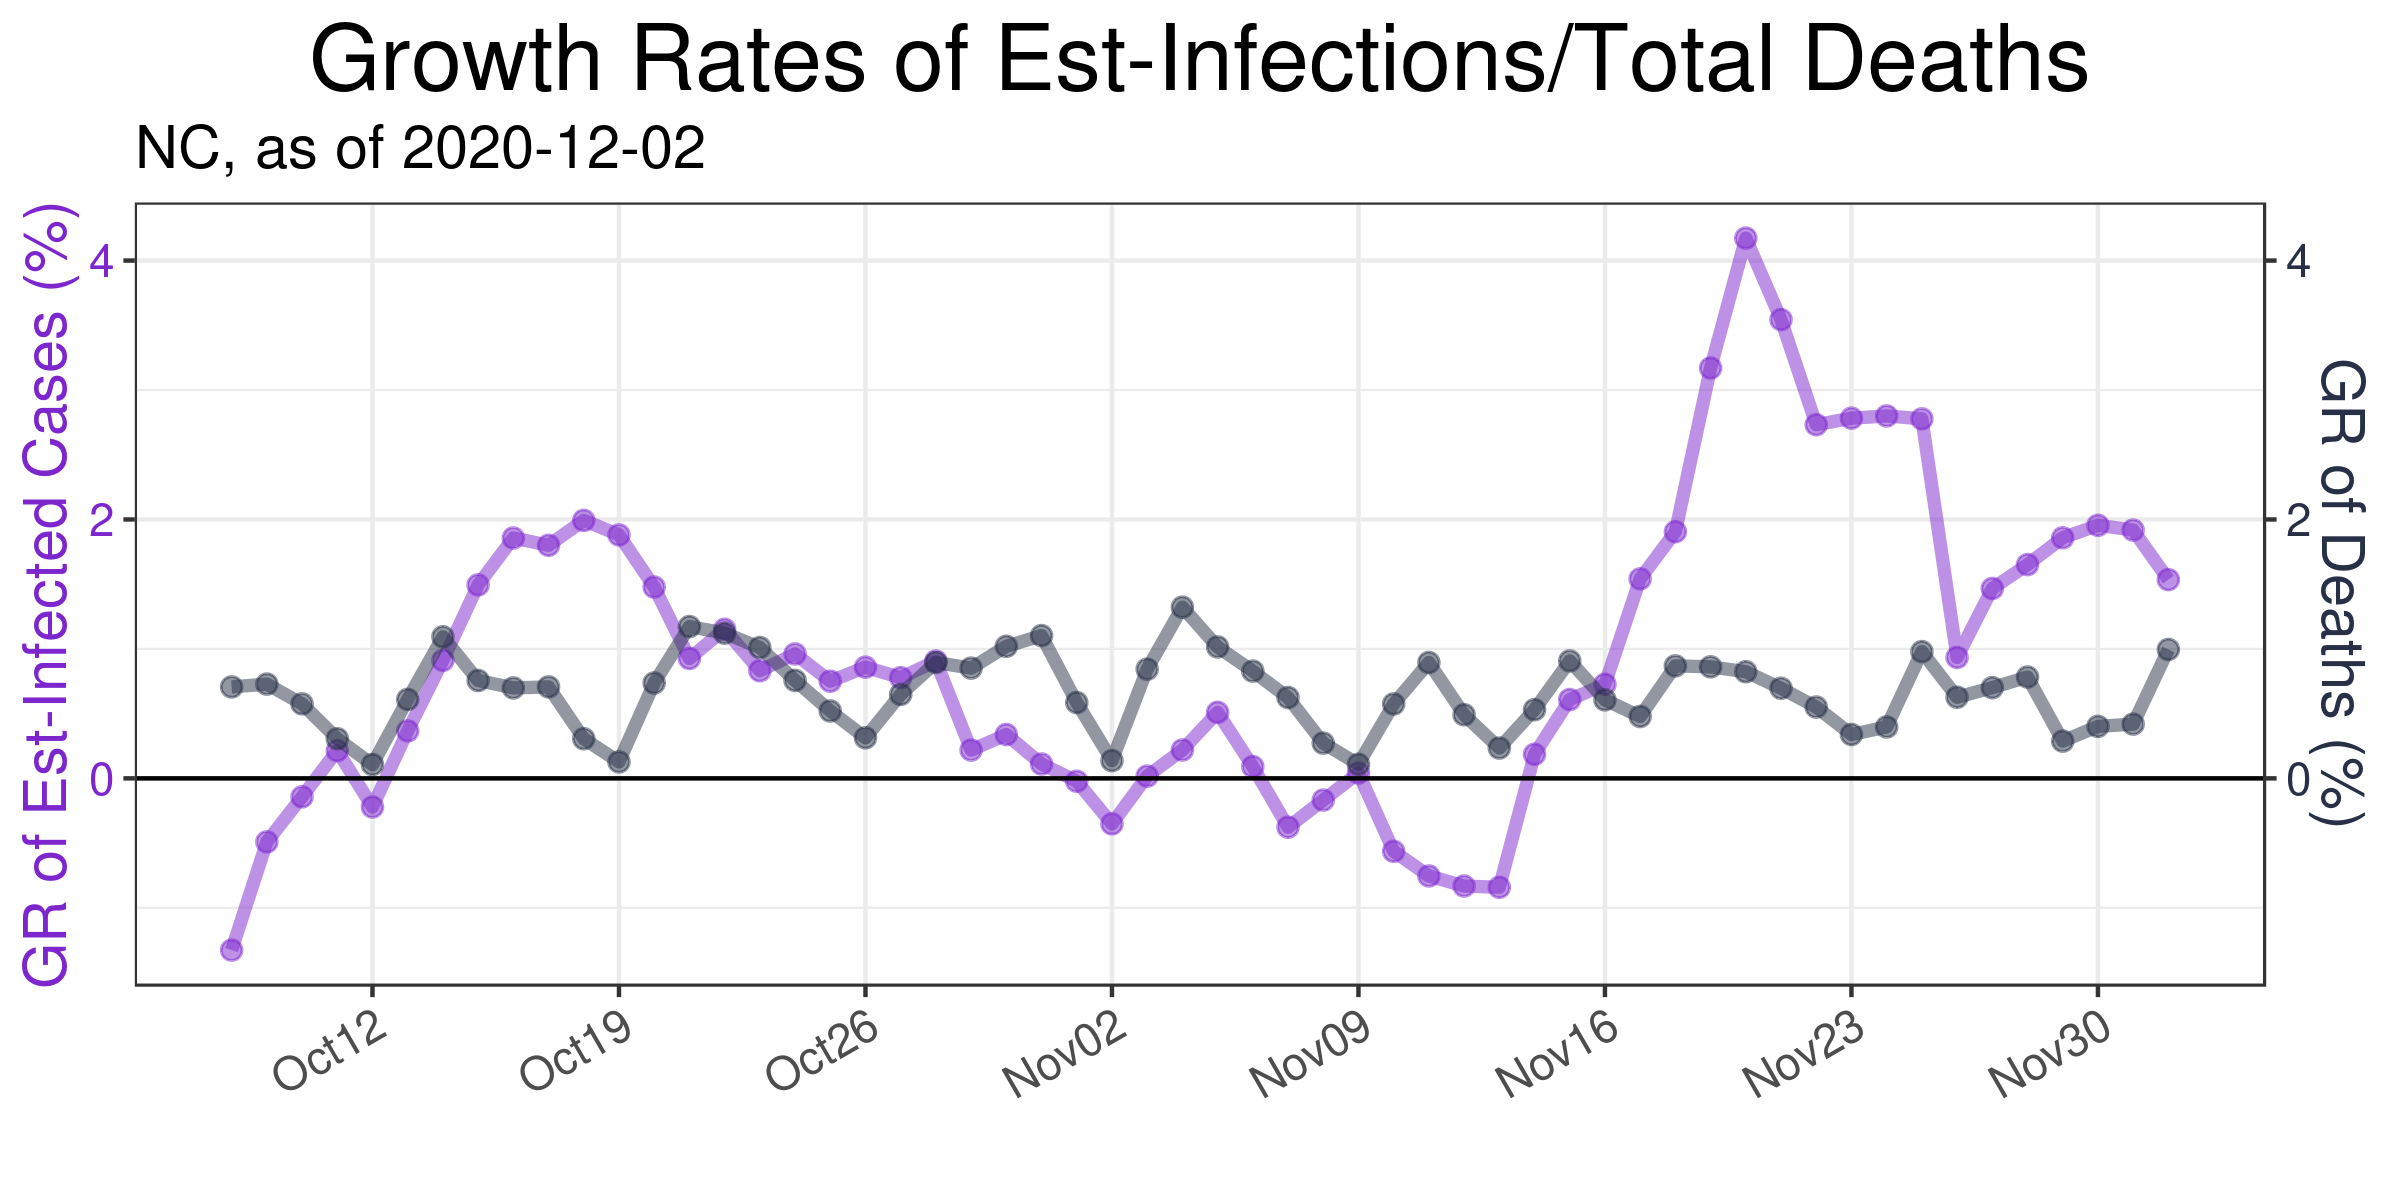 Growth Rates of Est-Infections/Total Deaths
NC, as of 2020-12-02
GR of Est-Infected Cases (%)
4
2
0
4
2
0
GR of Deaths (%)
Oct12
Oct19
Oct26
Nov02
Nov09
Nov16
Nov23
Nov30